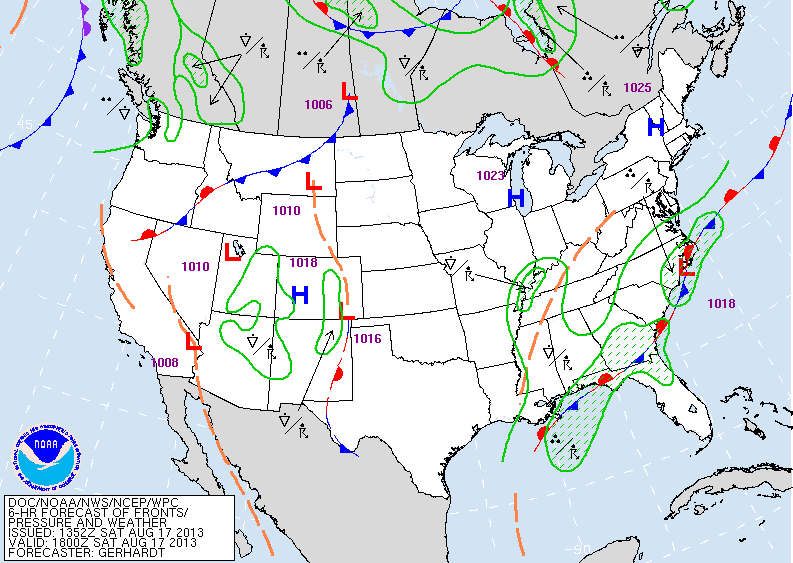 1025
1006
45
L
H
1023
H
L
1010
L
1010
1018
H
L
1018
L
1016
L
1008
NOAA
DOC/NOAA/NWS/NCEP/WPC
6-HR FORECAST OF FRONTS/
PRESSURE AND WEATHER
ISSUED: 1352Z SAT AUG 17 2013
VALID: 1800Z SAT AUG 17 2013
FORECASTER: GERHARDT
-90